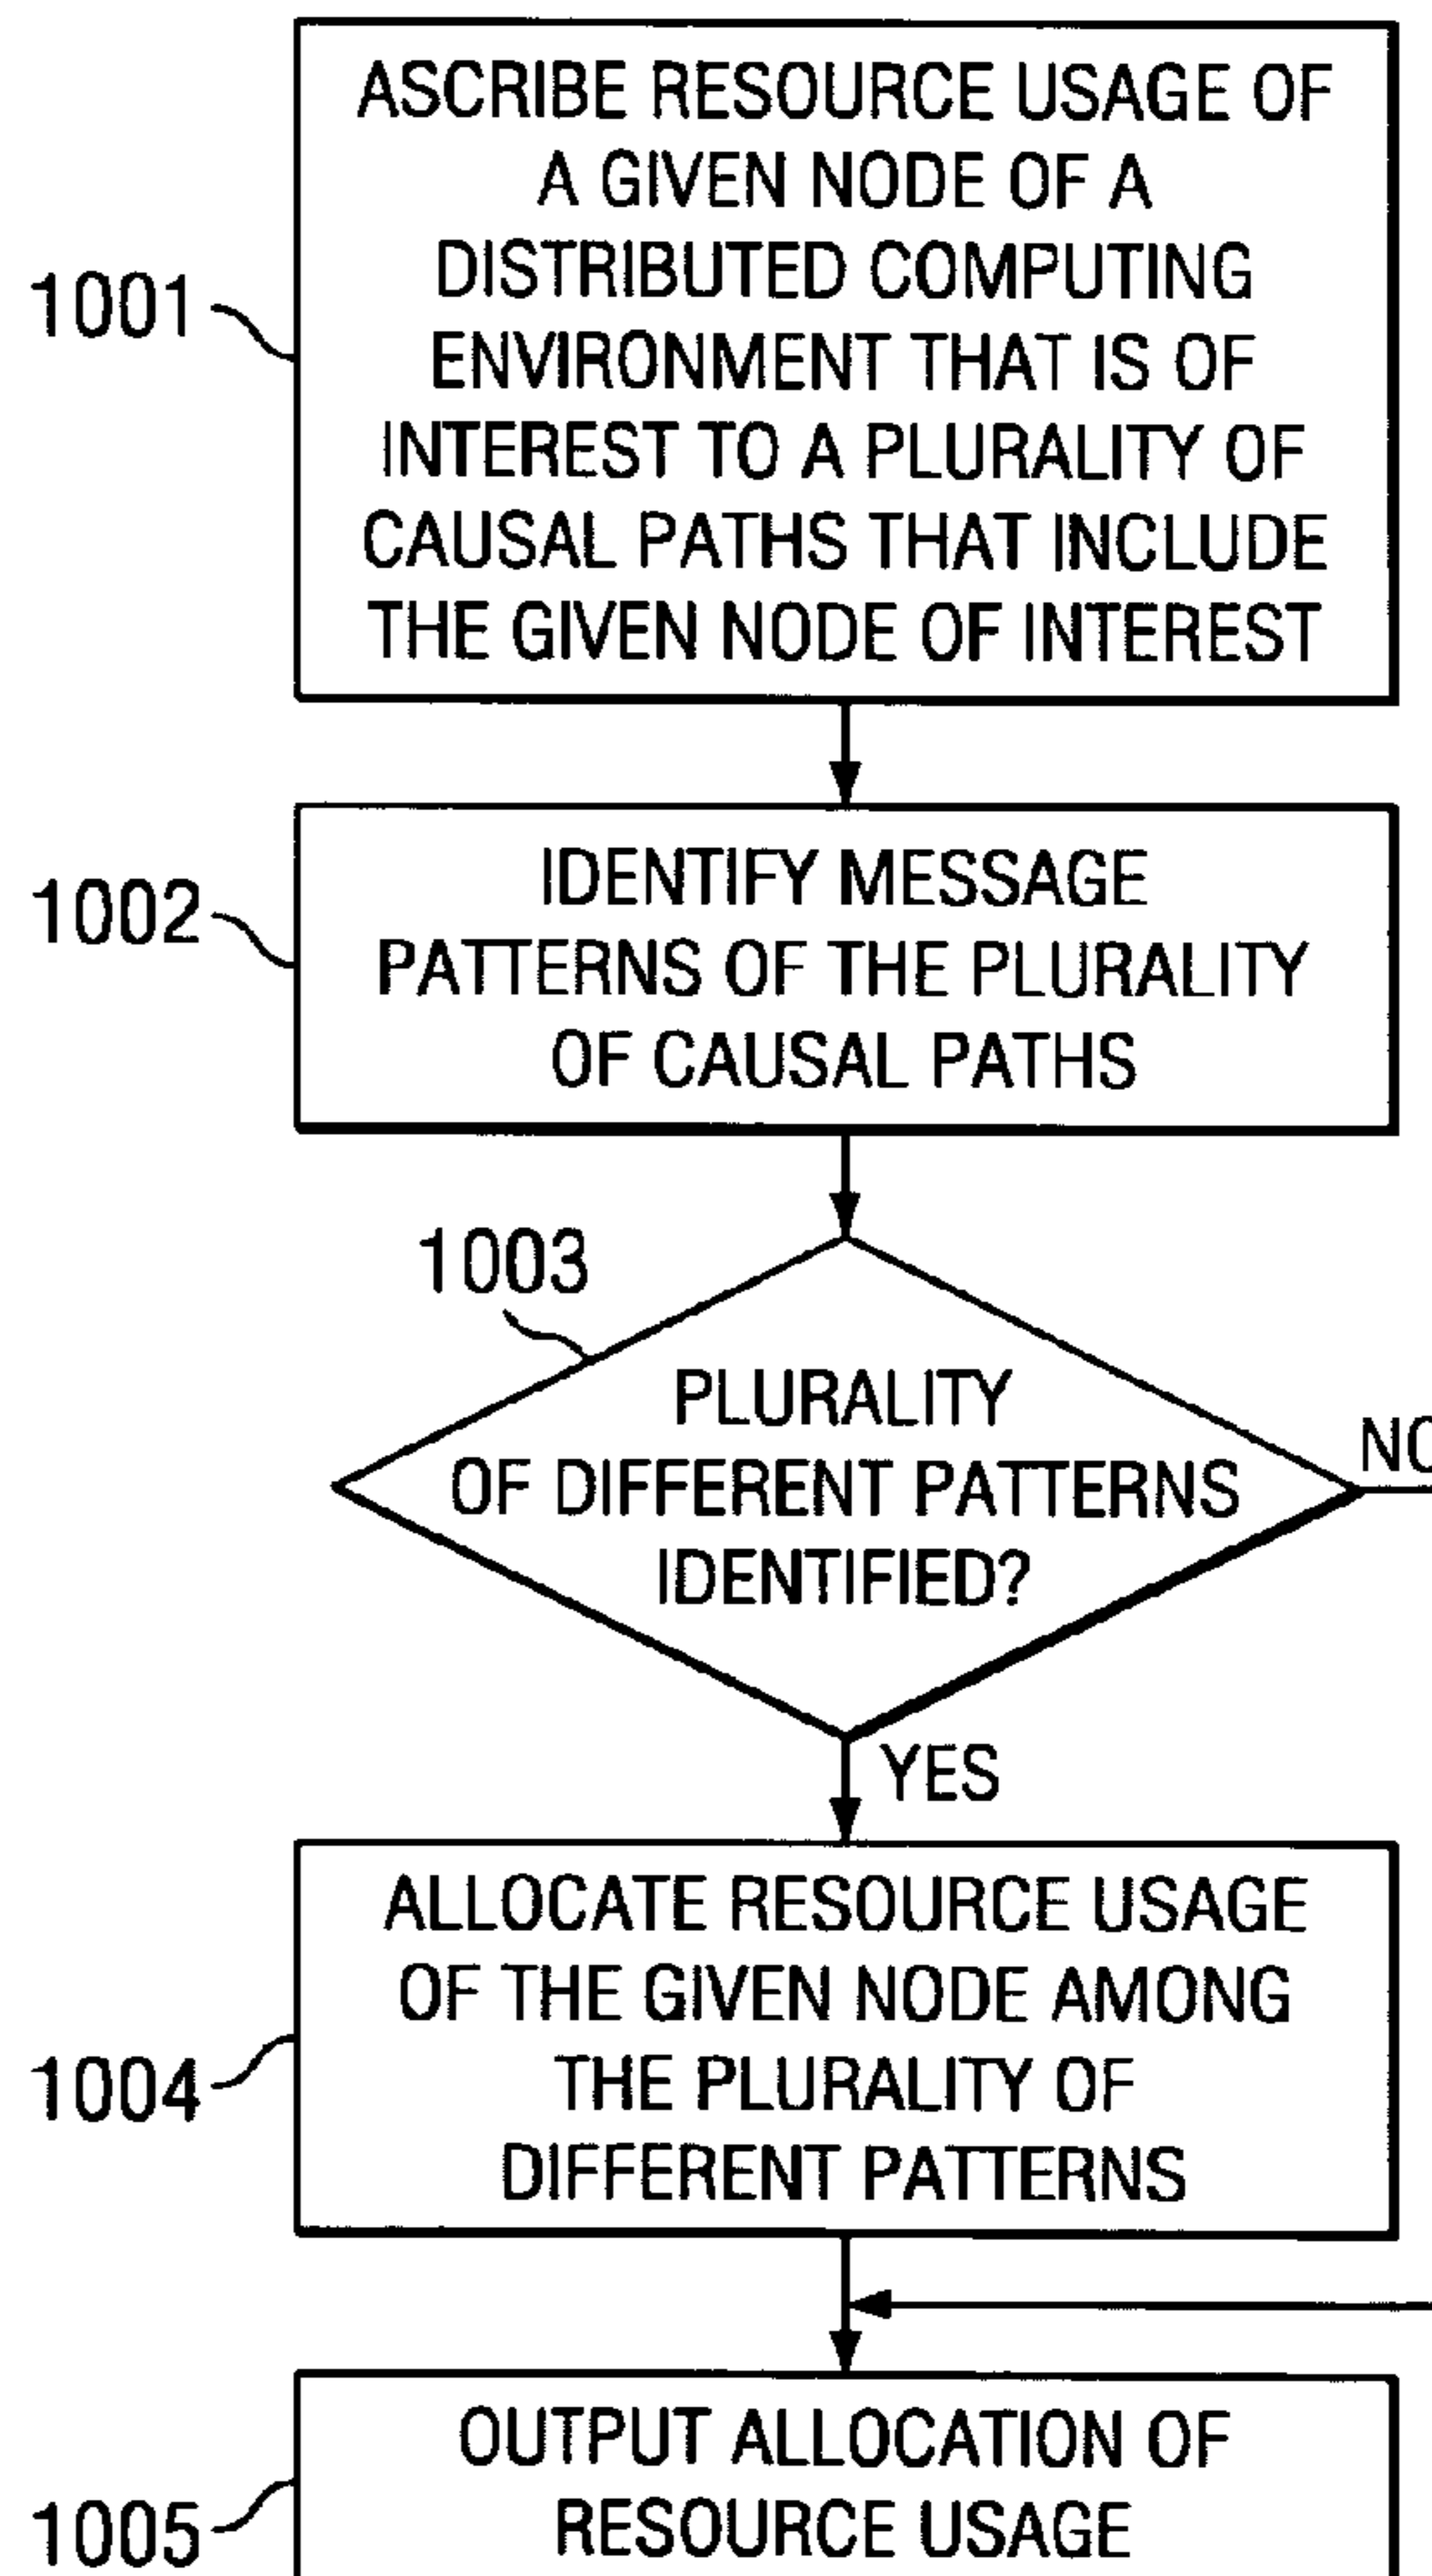 ASCRIBE RESOURCE USAGE OF
A GIVEN NODE OF A
DISTRIBUTED COMPUTING
ENVIRONMENT THAT IS OF
INTEREST TO A PLURALITY OF
CAUSAL PATHS THAT INCLUDE
THE GIVEN NODE OF INTEREST
1001
IDENTIFY MESSAGE
PATTERNS OF THE PLURALITY
OF CAUSAL PATHS
1002
1003
PLURALITY
OF DIFFERENT PATTERNS
IDENTIFIED?
NO
YES
ALLOCATE RESOURCE USAGE
OF THE GIVEN NODE AMONG
THE PLURALITY OF
DIFFERENT PATTERNS
1004
OUTPUT ALLOCATION OF
RESOURCE USAGE
1005